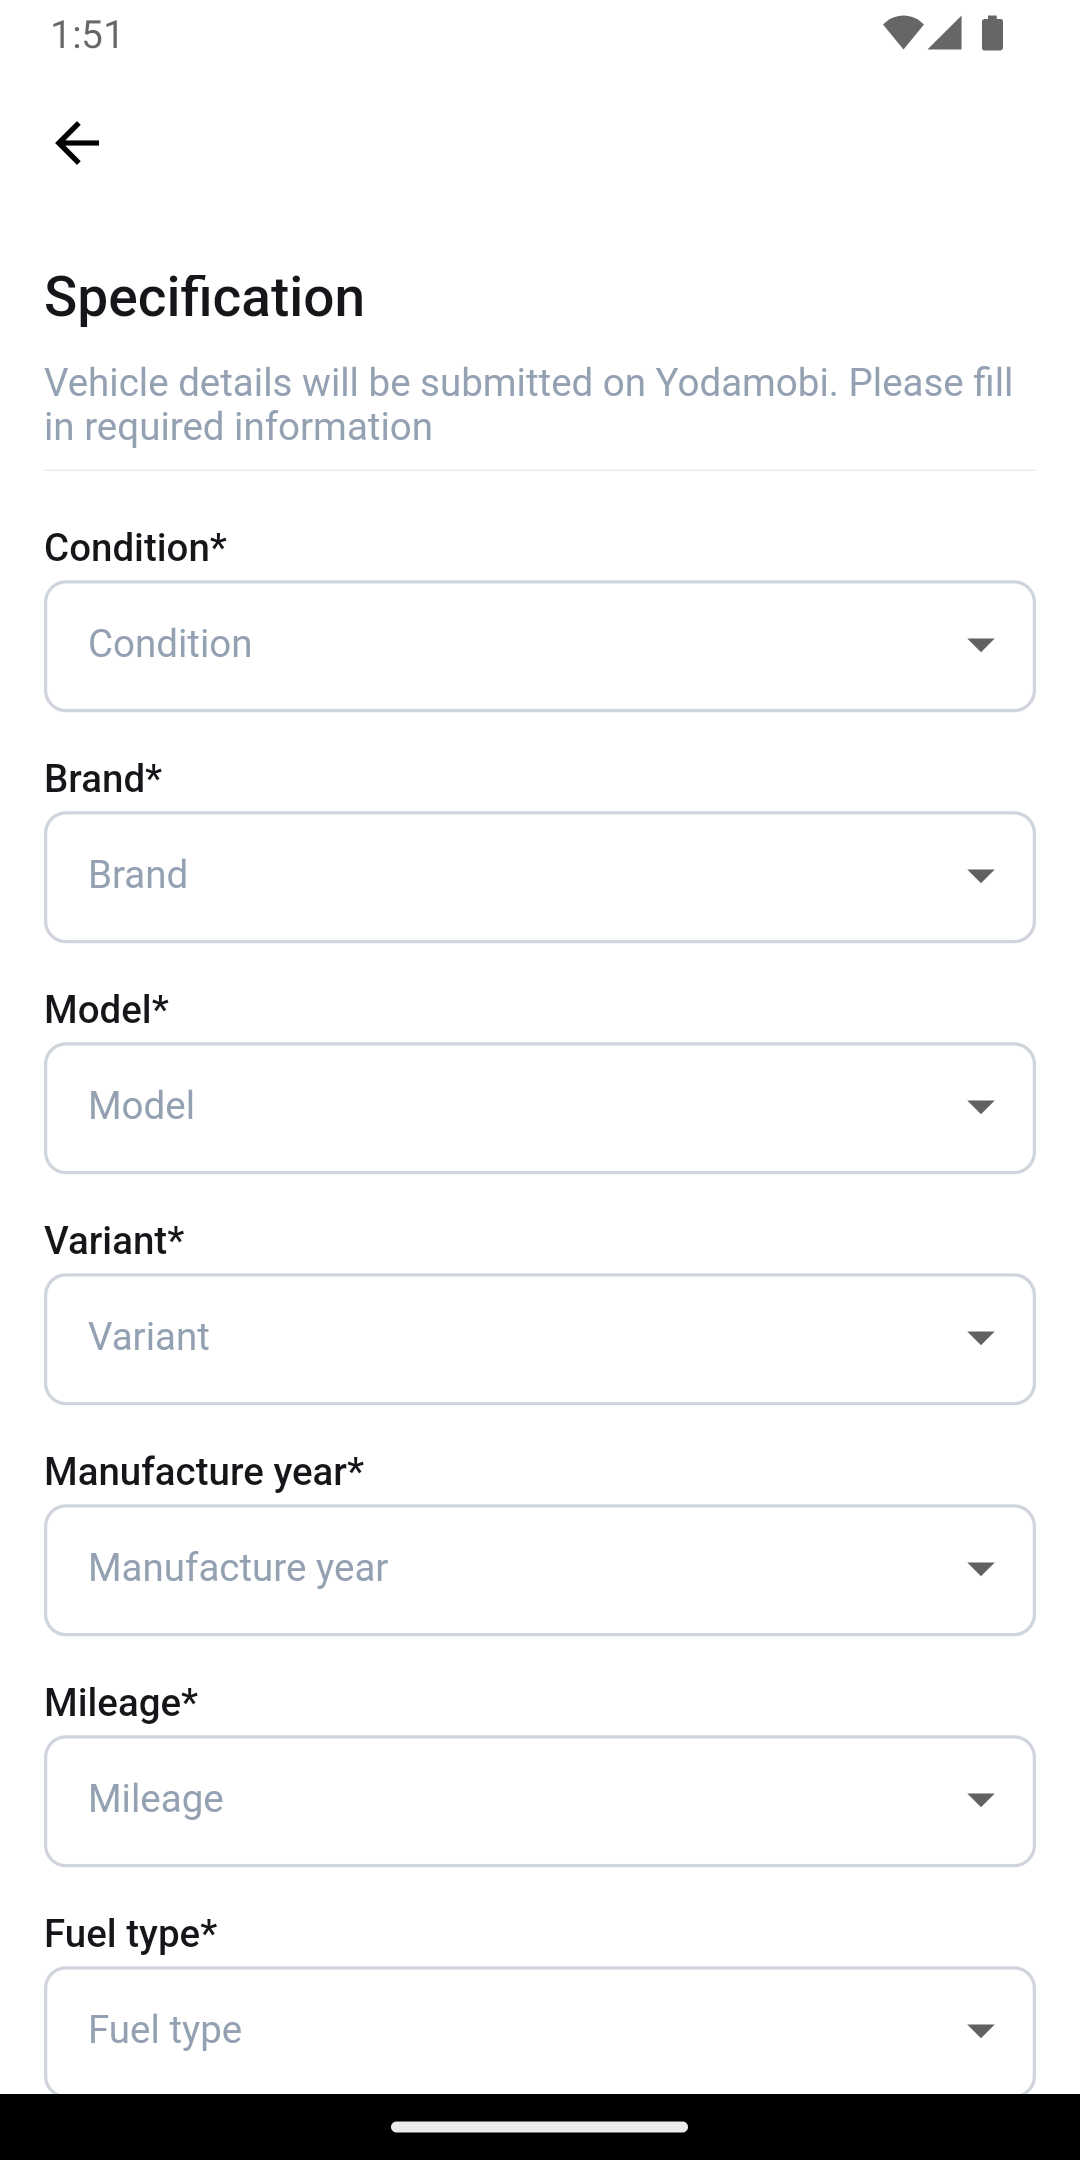 1:51
Specification
Vehicle details will be submitted on Yodamobi. Please fill
in required information
Condition*
Condition
Brand*
Brand
Model*
Model
Variant*
Variant
Manufacture year*
Manufacture year
Mileage*
Mileage
Fuel type*
Fuel type